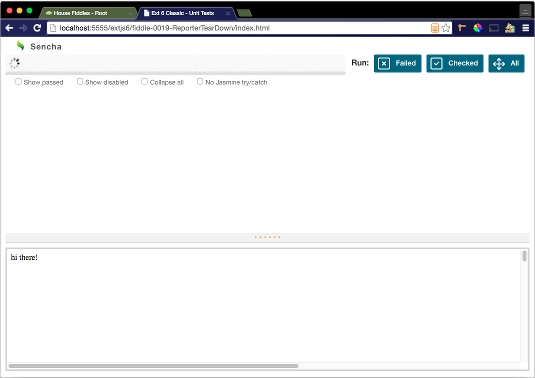 House Fiddles - Root
Ext 6 Classic - Unit Tests
localhost:5555/extjs6/fiddle-0019-ReporterTearDown/index.html
Sencha
Run: Failed Checked All
Show passed Show disabled Collapse all No Jasmine try/catch
hi there!